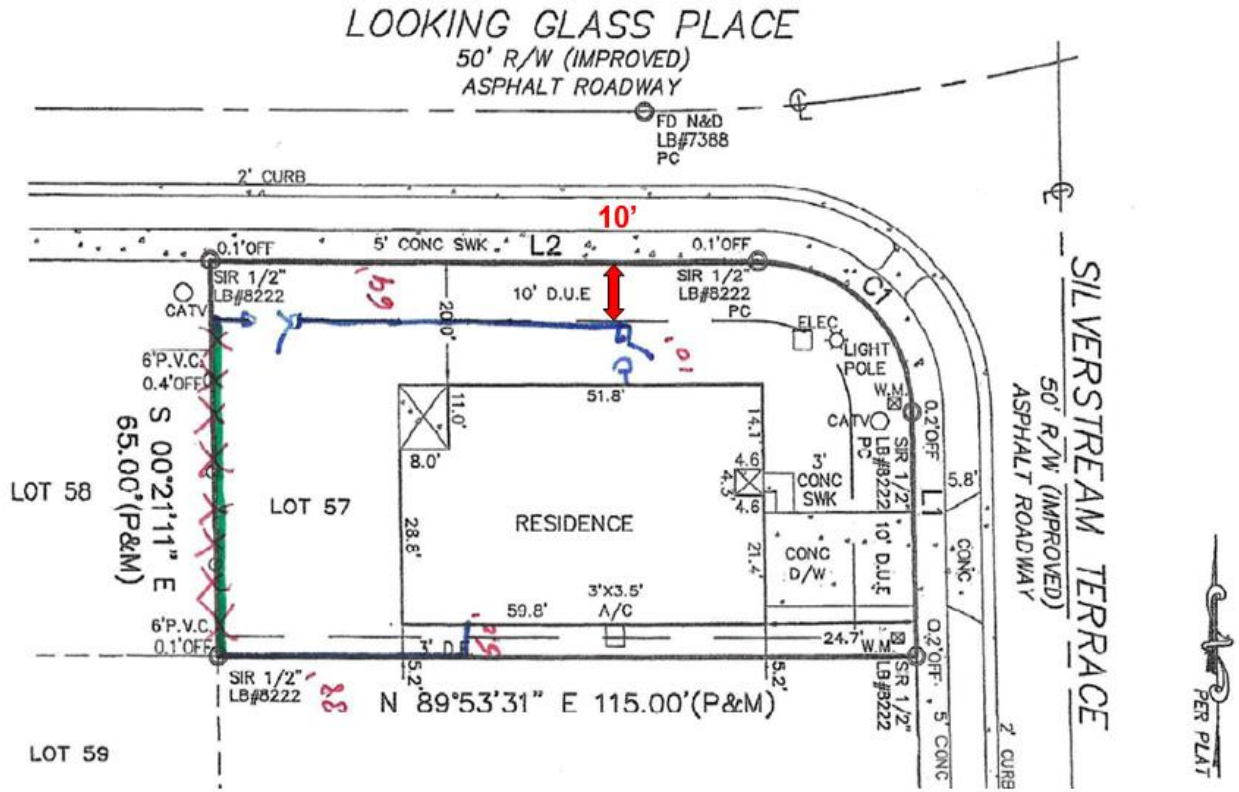 LOOKING GLASS PLACE
50' R/W (IMPROVED)
ASPHALT ROADWAY
FD N&D
LB#7388
PC
2' CURB
10'
0.1'OFF
5' CONC SWK
L2
0.1'OFF
SIR 1/2"
LB#8222
CATV
69'
20.0'
10' D.U.E
SIR 1/2"
LB#8222
PC
C1
ELEC
LIGHT
POLE
10'
6'P.V.C.
0.4'OFF
W.M.
CATV
0.2'OFF
SIR 1/2"
LB#8222
PC
L1
5.8'
SILVERSTREAM TERRACE
50' R/W (IMPROVED)
ASPHALT ROADWAY
11.0'
51.8'
14.1'
8.0'
4.6
4.3'
4.6
3'
CONC
SWK
LOT 58
S 00°21'11" E
65.00'(P&M)
LOT 57
RESIDENCE
28.8'
21.4'
CONC
D/W
10' D.U.E
CONC
59.8'
3'X3.5'
A/C
6'P.V.C.
0.1'OFF
3' D.E
5'
24.7'
W.M.
0.2'OFF
SIR 1/2"
LB#8222
SIR 1/2"
LB#8222
38'
5.2'
5.2'
N 89°53'31" E 115.00'(P&M)
5' CONC
2' CURB
LOT 59
PER PLAT